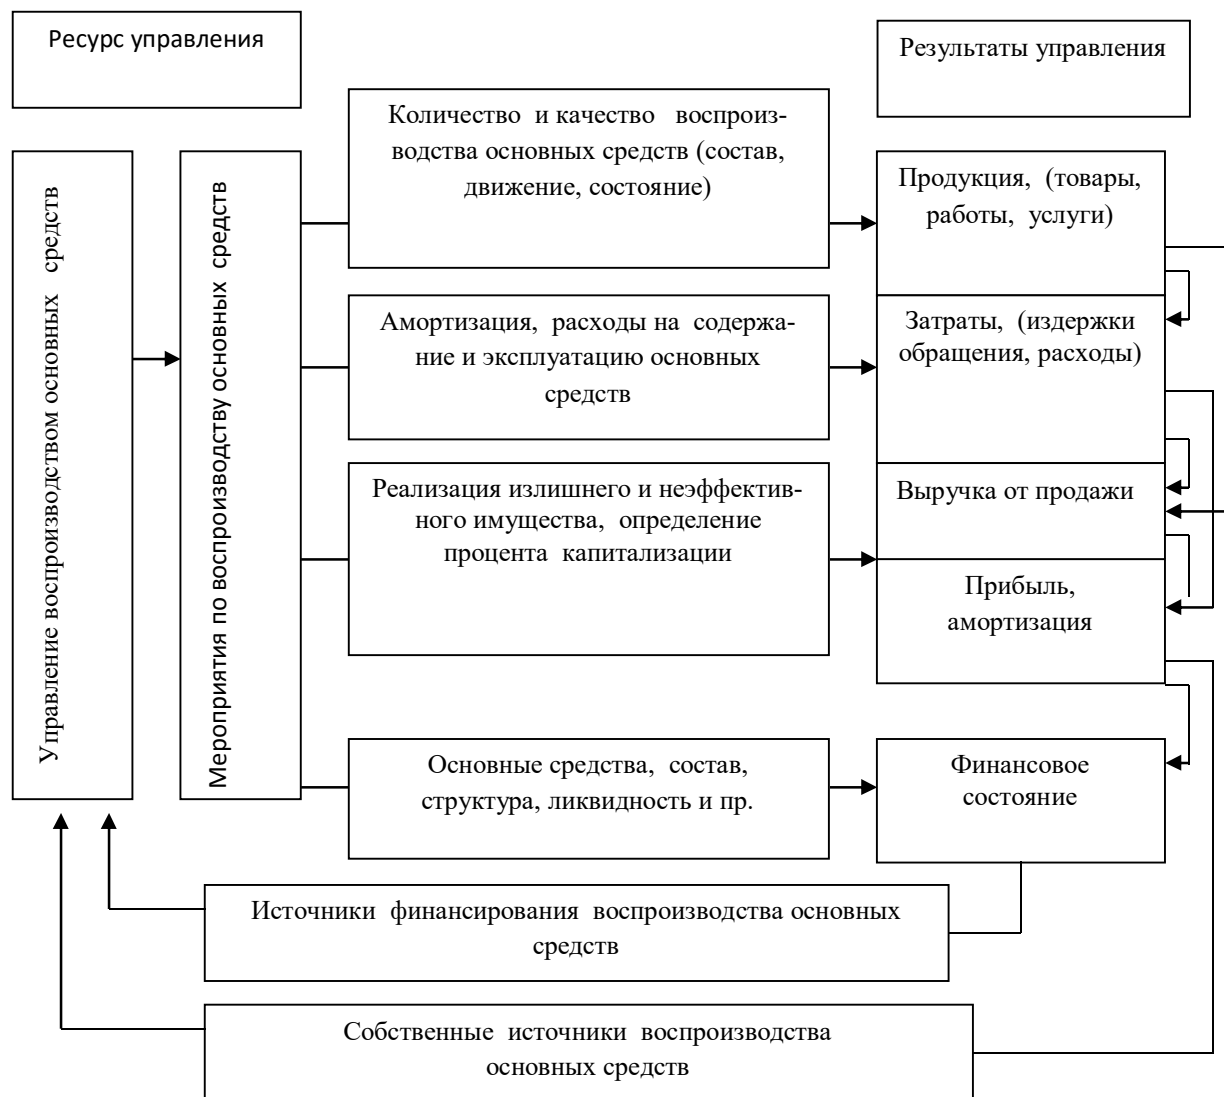 Ресурс управления
Результаты управления
Управление воспроизводством основных средств
Мероприятия по воспроизводству основных средств
Количество и качество воспроиз-
водства основных средств (состав,
движение, состояние)
Продукция, (товары,
работы, услуги)
Амортизация, расходы на содержа-
ние и эксплуатацию основных
средств
Затраты, (издержки
обращения, расходы)
Реализация излишнего и неэффектив-
ного имущества, определение
процента капитализации
Выручка от продажи
Прибыль,
амортизация
Основные средства, состав,
структура, ликвидность и пр.
Финансовое
состояние
Источники финансирования воспроизводства основных
средств
Собственные источники воспроизводства
основных средств